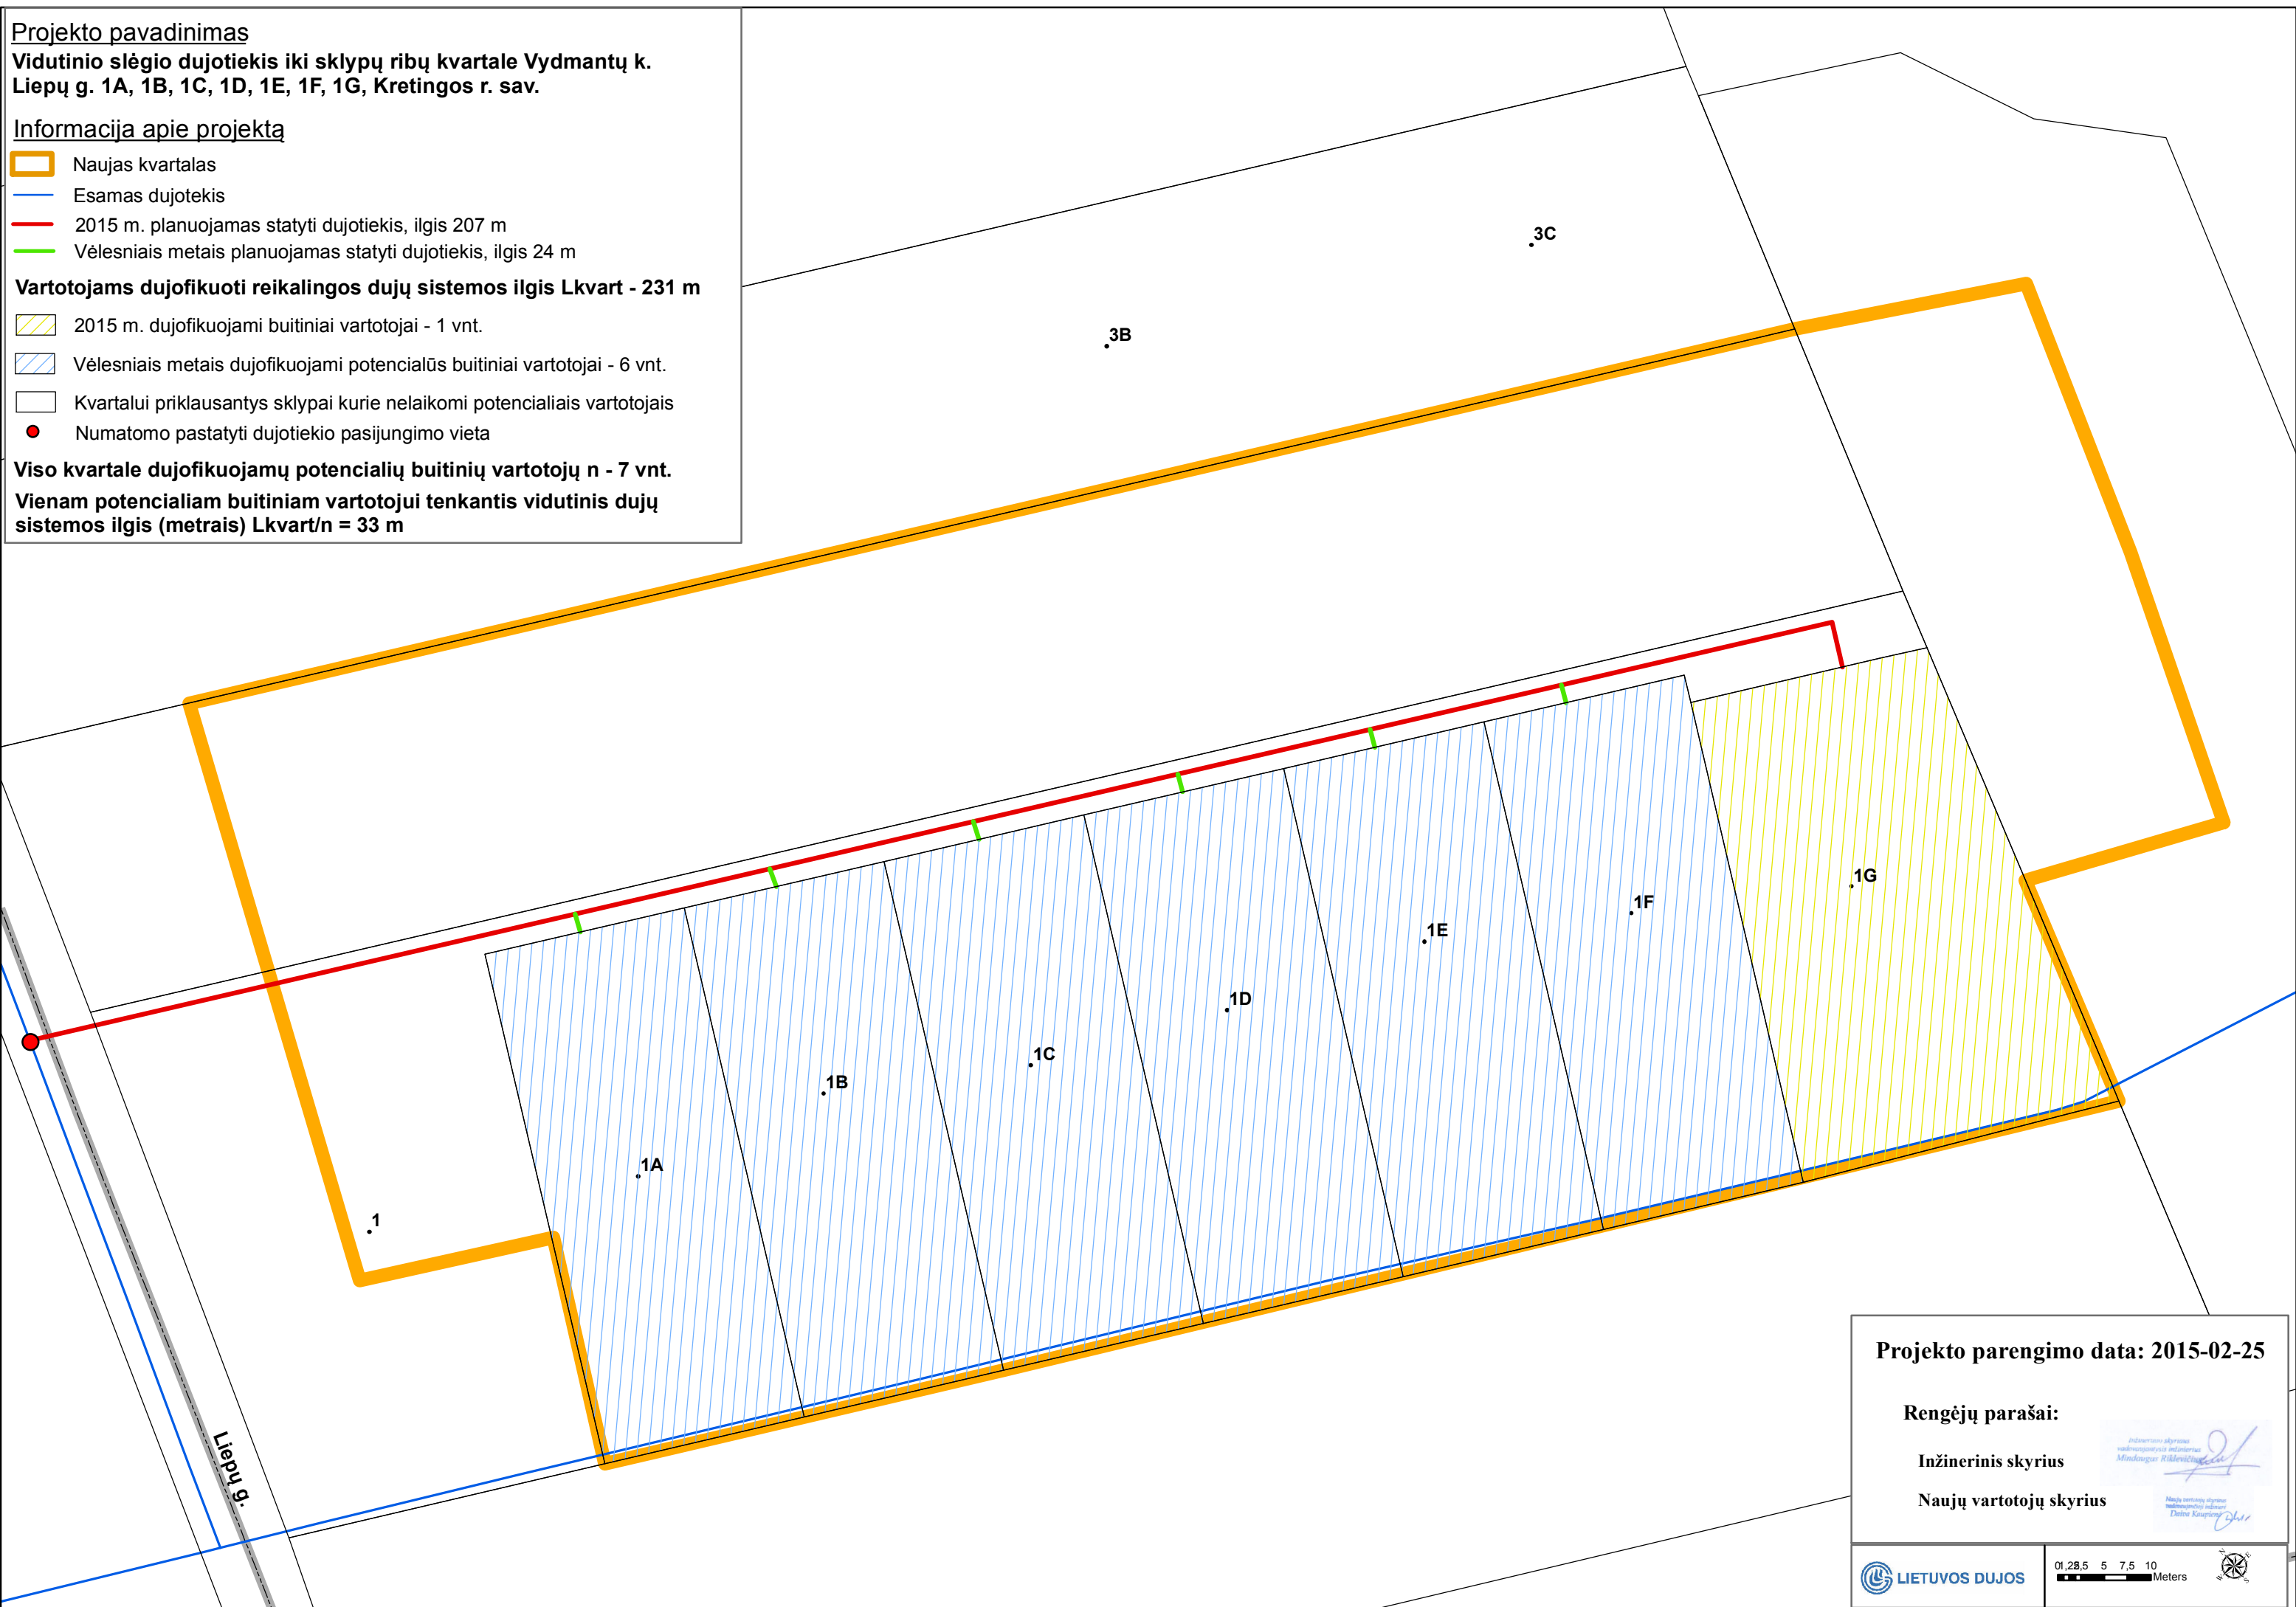 Projekto pavadinimas
Vidutinio slėgio dujotiekis iki sklypų ribų kvartale Vydmantų k.
Liepų g. 1A, 1B, 1C, 1D, 1E, 1F, 1G, Kretingos r. sav.
Informacija apie projektą
Naujas kvartalas
Esamas dujotekis
2015 m. planuojamas statyti dujotiekis, ilgis 207 m
Vėlesniais metais planuojamas statyti dujotiekis, ilgis 24 m
Vartotojams dujofikuoti reikalingos dujų sistemos ilgis Lkvart - 231 m
2015 m. dujofikuojami buitiniai vartotojai - 1 vnt.
Vėlesniais metais dujofikuojami potencialūs buitiniai vartotojai - 6 vnt.
Kvartalui priklausantys sklypai kurie nelaikomi potencialiais vartotojais
Numatomo pastatyti dujotiekio pasijungimo vieta
Viso kvartale dujofikuojamų potencialių buitinių vartotojų n - 7 vnt.
Vienam potencialiam buitiniam vartotojui tenkantis vidutinis dujų
sistemos ilgis (metrais) Lkvart/n = 33 m
3C
3B
1G
1F
1E
1D
1C
1B
1A
1
Liepų g.
Projekto parengimo data: 2015-02-25
Rengėjų parašai:
Inžinerinis skyrius
Mindaugas
Naujų vartotojų skyrius
LIETUVOS DUJOS
5 7,5 10
Meters
N
E
S
W